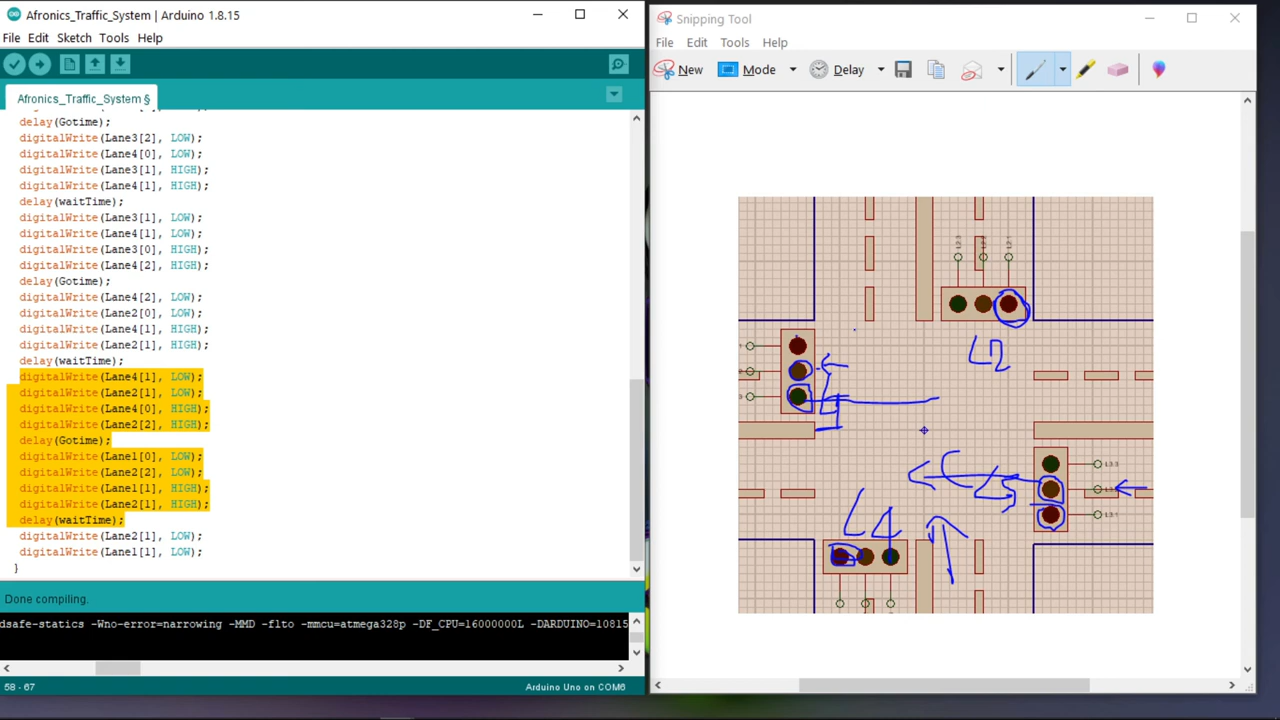 Afronics_Traffic_System | Arduino 1.8.15
File Edit Sketch Tools Help
Afronics_Traffic_System §
delay(Gotime);
digitalWrite(Lane3[2], LOW);
digitalWrite(Lane4[0], LOW);
digitalWrite(Lane3[1], HIGH);
digitalWrite(Lane4[1], HIGH);
delay(waitTime);
digitalWrite(Lane3[1], LOW);
digitalWrite(Lane4[1], LOW);
digitalWrite(Lane3[0], HIGH);
digitalWrite(Lane4[2], HIGH);
delay(Gotime);
digitalWrite(Lane4[2], LOW);
digitalWrite(Lane2[0], LOW);
digitalWrite(Lane4[1], HIGH);
digitalWrite(Lane2[1], HIGH);
delay(waitTime);
digitalWrite(Lane4[1], LOW);
digitalWrite(Lane2[1], LOW);
digitalWrite(Lane4[0], HIGH);
digitalWrite(Lane2[2], HIGH);
delay(Gotime);
digitalWrite(Lane1[0], LOW);
digitalWrite(Lane2[2], LOW);
digitalWrite(Lane1[1], HIGH);
digitalWrite(Lane2[1], HIGH);
delay(waitTime);
digitalWrite(Lane2[1], LOW);
digitalWrite(Lane1[1], LOW);
}
Done compiling.
dsafe-statics -Wno-error=narrowing -MMD -flto -mmcu=atmega328p -DF_CPU=16000000L -DARDUINO=10815
58 - 67
Arduino Uno on COM6
Snipping Tool
File Edit Tools Help
New Mode Delay
L2
L3.3
L3.1
L4